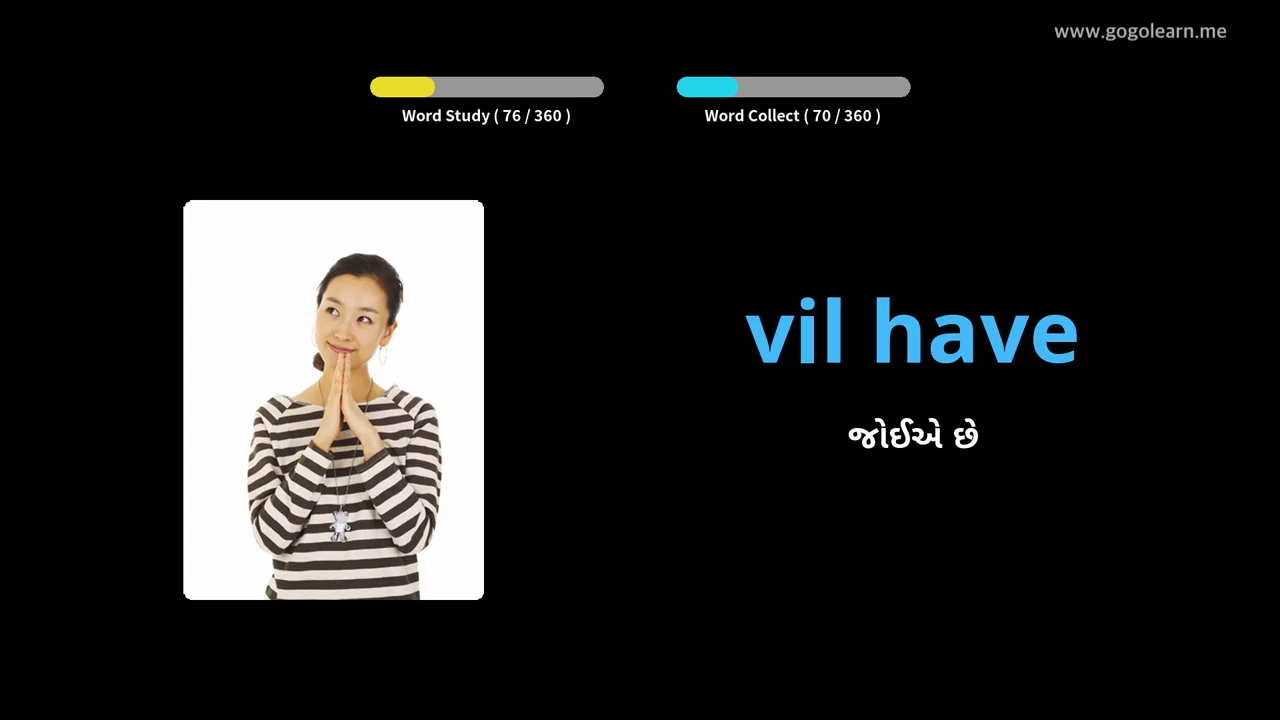 www.gogolearn.me
Word Study ( 76 / 360 )
Word Collect ( 70 / 360 )
vil have
જોઈએ છે